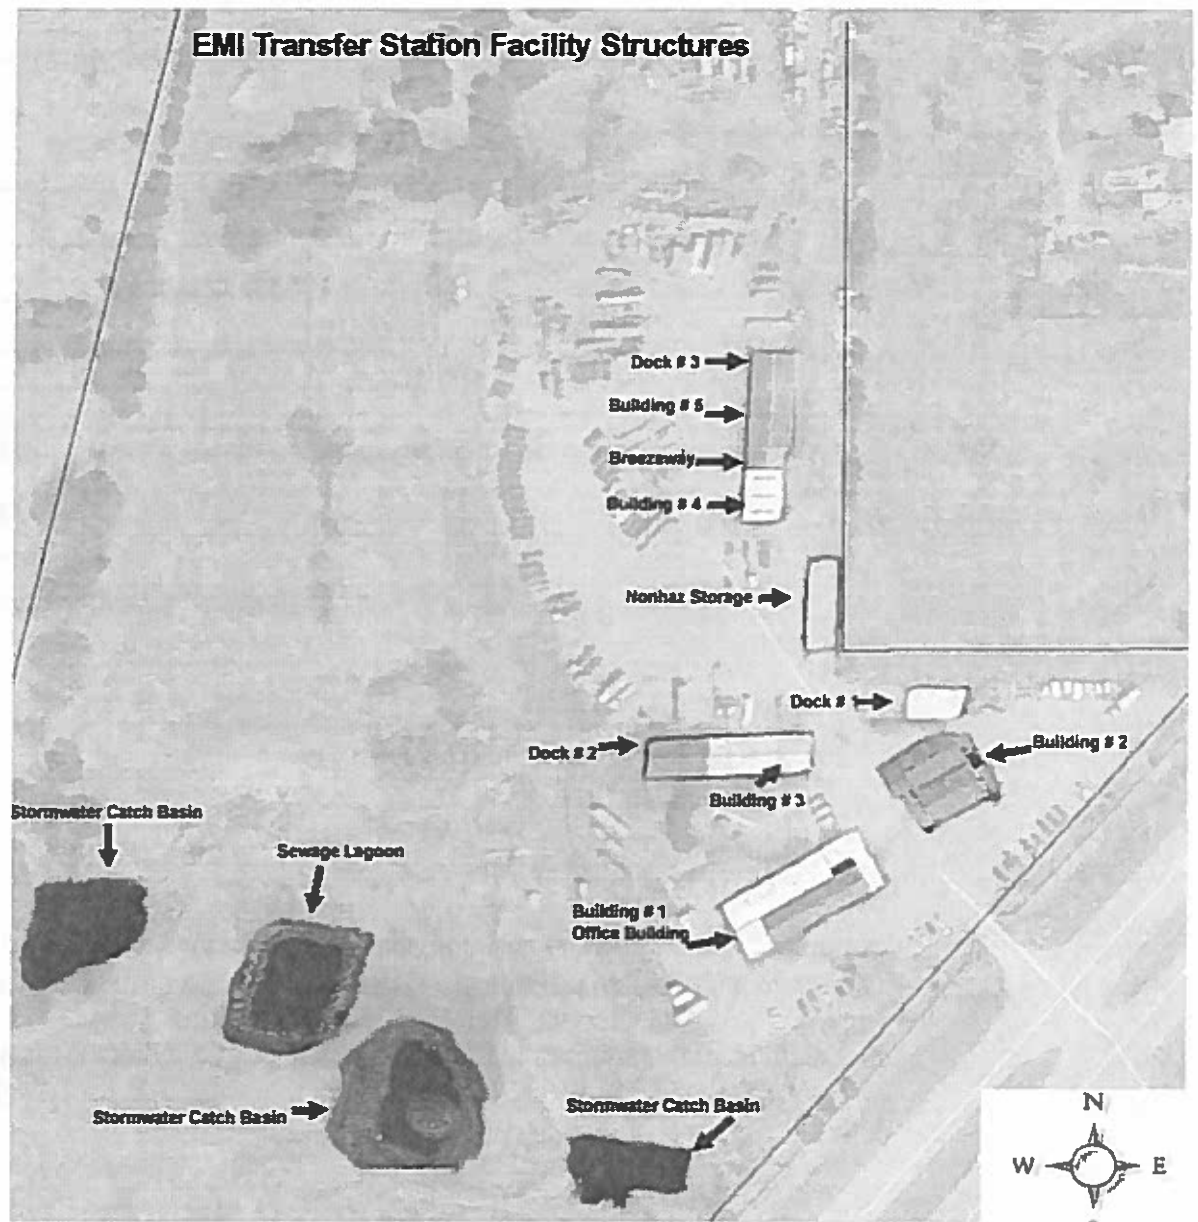 EMI Transfer Station Facility Structures
Dock # 3
Building # 5
Breezeway
Building # 4
Nonhaz Storage
Dock # 1
Building # 2
Dock # 2
Building # 3
Stormwater Catch Basin
Sewage Lagoon
Building # 1
Office Building
Stormwater Catch Basin
Stormwater Catch Basin
N
W E